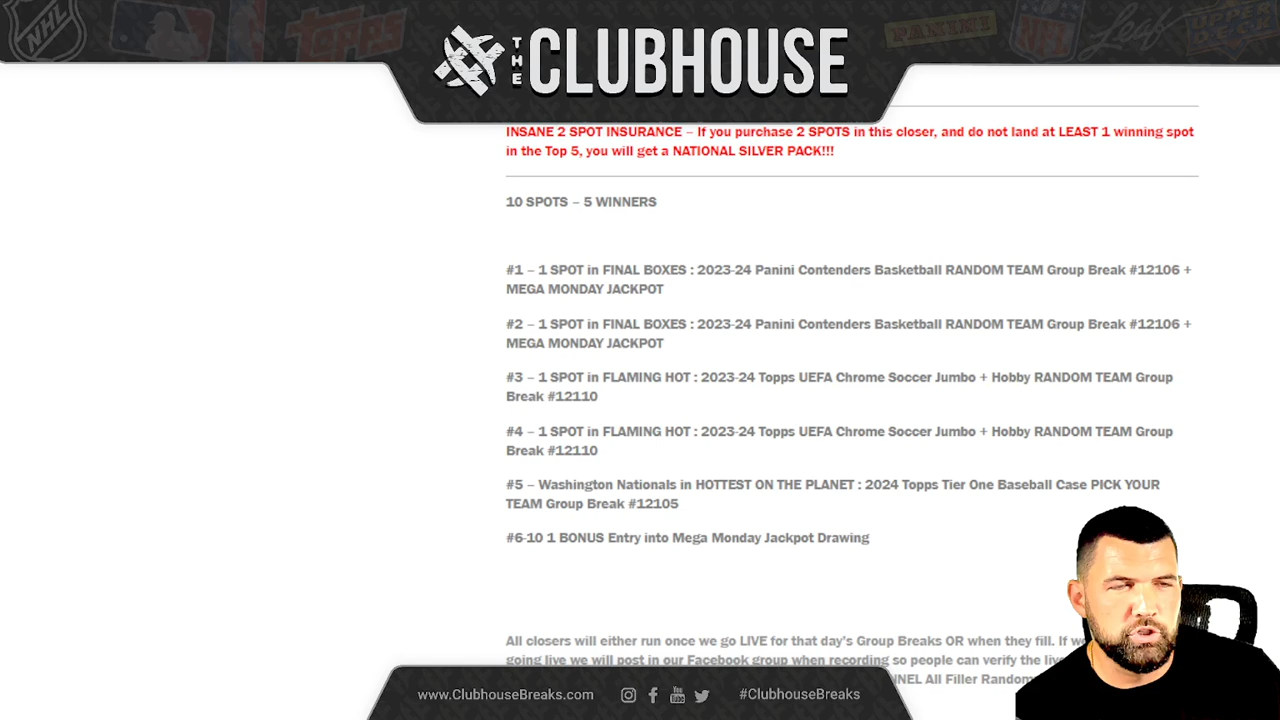 NHL
topps
PANINI
NFL
Leaf
UPPER
THE CLUBHOUSE
INSANE 2 SPOT INSURANCE – If you purchase 2 SPOTS in this closer, and do not land at LEAST 1 winning spot
in the Top 5, you will get a NATIONAL SILVER PACK!!!
10 SPOTS – 5 WINNERS
#1 – 1 SPOT in FINAL BOXES : 2023-24 Panini Contenders Basketball RANDOM TEAM Group Break #12106 +
MEGA MONDAY JACKPOT
#2 – 1 SPOT in FINAL BOXES : 2023-24 Panini Contenders Basketball RANDOM TEAM Group Break #12106 +
MEGA MONDAY JACKPOT
#3 – 1 SPOT in FLAMING HOT : 2023-24 Topps UEFA Chrome Soccer Jumbo + Hobby RANDOM TEAM Group
Break #12110
#4 – 1 SPOT in FLAMING HOT : 2023-24 Topps UEFA Chrome Soccer Jumbo + Hobby RANDOM TEAM Group
Break #12110
#5 – Washington Nationals in HOTTEST ON THE PLANET : 2024 Topps Tier One Baseball Case PICK YOUR
TEAM Group Break #12105
#6-10 1 BONUS Entry into Mega Monday Jackpot Drawing
All closers will either run once we go LIVE for that day's Group Breaks OR when they fill. If
going live we will post in our Facebook group when recording so people can verify the
All Filler
www.ClubhouseBreaks.com
You Tube
#ClubhouseBreaks